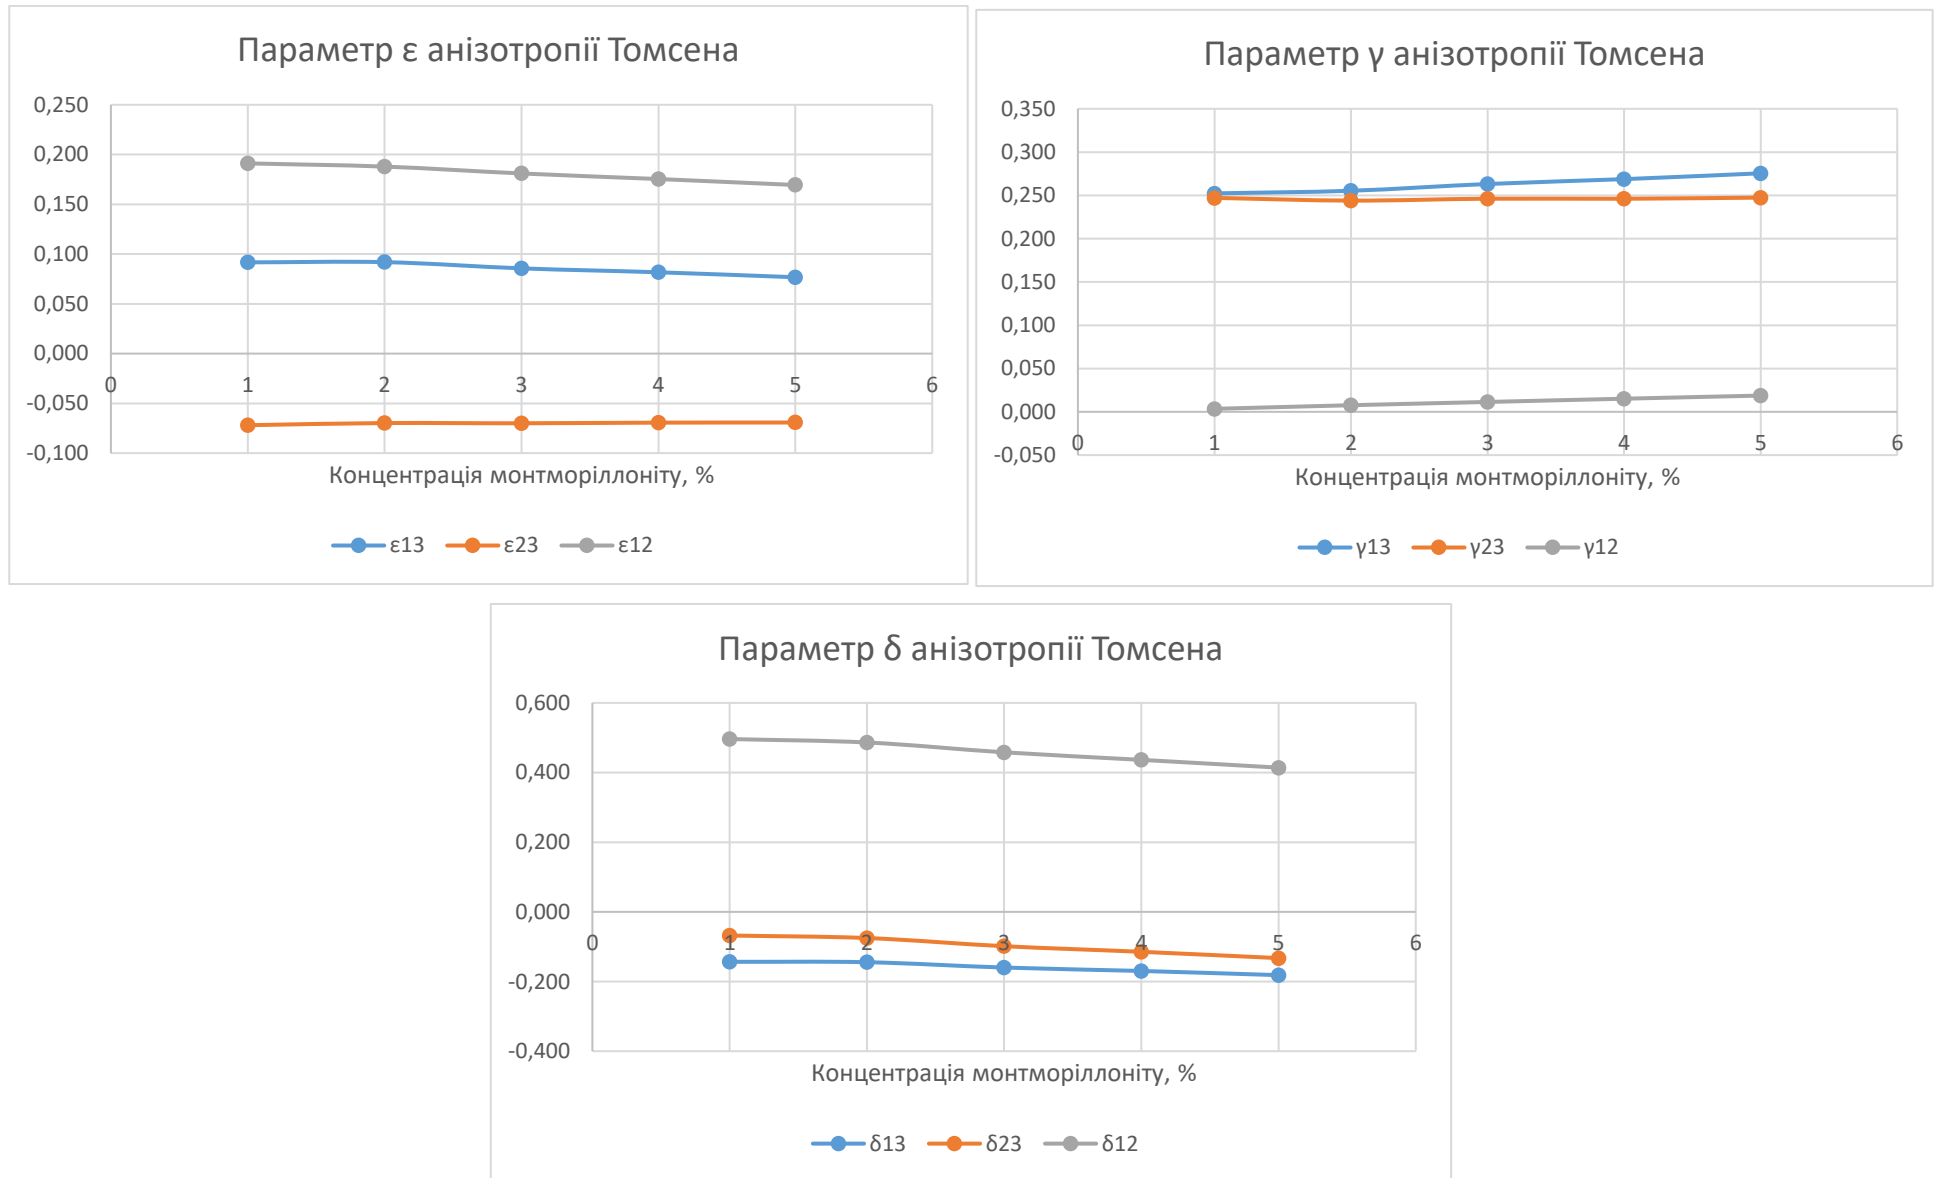 Параметр ε анізотропії Томсена
0,250
0,200
0,150
0,100
0,050
0,000
0 1 2 3 4 5 6
-0,050
-0,100
Концентрація монтморіллоніту, %
ε13 ε23 ε12
Параметр γ анізотропії Томсена
0,350
0,300
0,250
0,200
0,150
0,100
0,050
0,000
0 1 2 3 4 5 6
-0,050
Концентрація монтморіллоніту, %
γ13 γ23 γ12
Параметр δ анізотропії Томсена
0,600
0,400
0,200
0,000
0 1 2 3 4 5 6
-0,200
-0,400
Концентрація монтморіллоніту, %
δ13 δ23 δ12